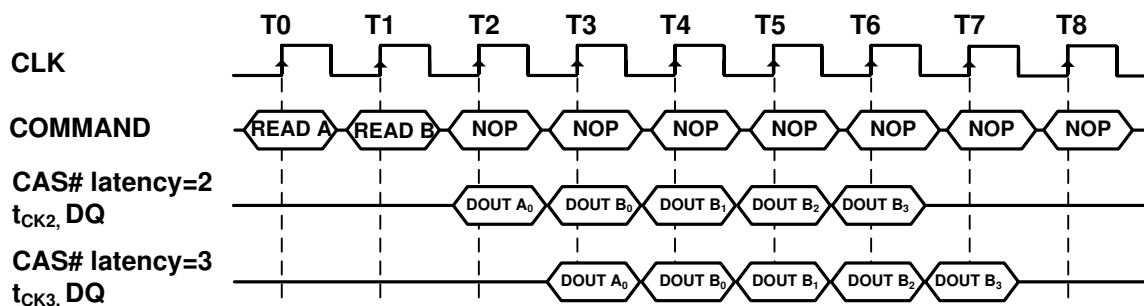 T0 T1 T2 T3 T4 T5 T6 T7 T8
CLK
COMMAND READ A READ B NOP NOP NOP NOP NOP NOP NOP
CAS# latency=2
tCK2, DQ DOUT A0 DOUT B0 DOUT B1 DOUT B2 DOUT B3
CAS# latency=3
tCK3, DQ DOUT A0 DOUT B0 DOUT B1 DOUT B2 DOUT B3